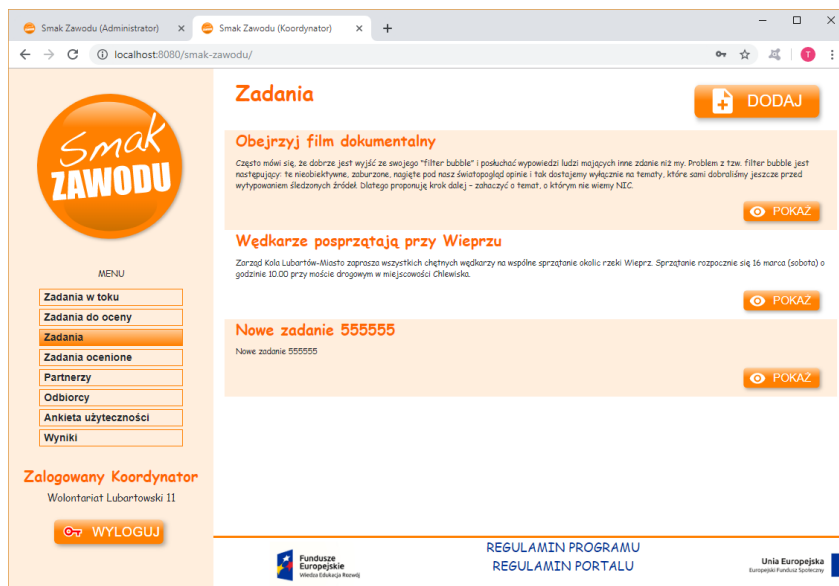 Smak Zawodu (Administrator)
Smak Zawodu (Koordynator)
localhost:8080/smak-zawodu/
T
Smak
ZAWODU
MENU
Zadania w toku
Zadania do oceny
Zadania
Zadania ocenione
Partnerzy
Odbiorcy
Ankieta użyteczności
Wyniki
Zalogowany Koordynator
Wolontariat Lubartowski 11
WYLOGUJ
Zadania
DODAJ
Obejrzyj film dokumentalny
Często mówi się, że dobrze jest wyjść ze swojego "filter bubble" i posłuchać wypowiedzi ludzi mających inne zdanie niż my. Problem z tzw. filter bubble jest
następujący: te nieobiektywne, zaburzone, nagięte pod nasz światopogląd opinie i tak dostajemy wyłącznie na tematy, które sami dobraliśmy jeszcze przed
wytypowaniem śledzonych źródeł. Dlatego proponuję krok dalej – zahaczyć o temat, o którym nie wiemy NIC.
POKAŻ
Wędkarze posprzątają przy Wieprzu
Zarząd Koła Lubartów-Miasto zaprasza wszystkich chętnych wędkarzy na wspólne sprzątanie okolic rzeki Wieprz. Sprzątanie rozpocznie się 16 marca (sobota) o
godzinie 10.00 przy moście drogowym w miejscowości Chlewiska.
POKAŻ
Nowe zadanie 555555
Nowe zadanie 555555
POKAŻ
Fundusze
Europejskie
Wiedza Edukacja Rozwój
REGULAMIN PROGRAMU
REGULAMIN PORTALU
Unia Europejska
Europejski Fundusz Społeczny